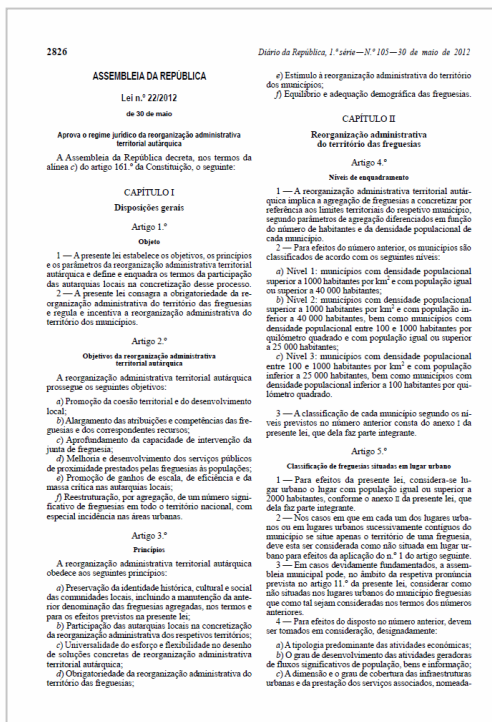 2826
Diário da República, 1.ª série — N.º 105 — 30 de maio de 2012
ASSEMBLEIA DA REPÚBLICA
Lei n.º 22/2012
de 30 de maio
Aprova o regime jurídico da reorganização administrativa
territorial autárquica
A Assembleia da República decreta, nos termos da
alínea c) do artigo 161.º da Constituição, o seguinte:
CAPÍTULO I
Disposições gerais
Artigo 1.º
Objeto
1 — A presente lei estabelece os objetivos, os princípios
e os parâmetros da reorganização administrativa territorial
autárquica e define e enquadra os termos da participação
das autarquias locais na concretização desse processo.
2 — A presente lei consagra a obrigatoriedade da re-
organização administrativa do território das freguesias
e regula e incentiva a reorganização administrativa do
território dos municípios.
Artigo 2.º
Objetivos da reorganização administrativa
territorial autárquica
A reorganização administrativa territorial autárquica
prossegue os seguintes objetivos:
a) Promoção da coesão territorial e do desenvolvimento
local;
b) Alargamento das atribuições e competências das fre-
guesias e dos correspondentes recursos;
c) Aprofundamento da capacidade de intervenção da
junta de freguesia;
d) Melhoria e desenvolvimento dos serviços públicos
de proximidade prestados pelas freguesias às populações;
e) Promoção de ganhos de escala, de eficiência e da
massa crítica nas autarquias locais;
f) Reestruturação, por agregação, de um número signi-
ficativo de freguesias em todo o território nacional, com
especial incidência nas áreas urbanas.
Artigo 3.º
Princípios
A reorganização administrativa territorial autárquica
obedece aos seguintes princípios:
a) Preservação da identidade histórica, cultural e social
das comunidades locais, incluindo a manutenção da ante-
rior denominação das freguesias agregadas, nos termos e
para os efeitos previstos na presente lei;
b) Participação das autarquias locais na concretização
da reorganização administrativa dos respetivos territórios;
c) Universalidade do esforço e flexibilidade no desenho
de soluções concretas de reorganização administrativa
territorial autárquica;
d) Obrigatoriedade da reorganização administrativa do
território das freguesias;
e) Estímulo à reorganização administrativa do território
dos municípios;
f) Equilíbrio e adequação demográfica das freguesias.
CAPÍTULO II
Reorganização administrativa
do território das freguesias
Artigo 4.º
Níveis de enquadramento
1 — A reorganização administrativa territorial autár-
quica implica a agregação de freguesias a concretizar por
referência aos limites territoriais do respetivo município,
segundo parâmetros de agregação diferenciados em função
do número de habitantes e da densidade populacional de
cada município.
2 — Para efeitos do número anterior, os municípios são
classificados de acordo com os seguintes níveis:
a) Nível 1: municípios com densidade populacional
superior a 1000 habitantes por km² e com população igual
ou superior a 40 000 habitantes;
b) Nível 2: municípios com densidade populacional
superior a 1000 habitantes por km² e com população in-
ferior a 40 000 habitantes, bem como municípios com
densidade populacional entre 100 e 1000 habitantes por
quilómetro quadrado e com população igual ou superior
a 25 000 habitantes;
c) Nível 3: municípios com densidade populacional
entre 100 e 1000 habitantes por km² e com população
inferior a 25 000 habitantes, bem como municípios com
densidade populacional inferior a 100 habitantes por qui-
lómetro quadrado.
3 — A classificação de cada município segundo os ní-
veis previstos no número anterior consta do anexo I da
presente lei, que dela faz parte integrante.
Artigo 5.º
Classificação de freguesias situadas em lugar urbano
1 — Para efeitos da presente lei, considera-se lu-
gar urbano o lugar com população igual ou superior a
2000 habitantes, conforme o anexo II da presente lei, que
dela faz parte integrante.
2 — Nos casos em que em cada um dos lugares urba-
nos ou em lugares urbanos sucessivamente contíguos do
município se situe apenas o território de uma freguesia,
deve esta ser considerada como não situada em lugar ur-
bano para efeitos da aplicação do n.º 1 do artigo seguinte.
3 — Em casos devidamente fundamentados, a assem-
bleia municipal pode, no âmbito da respetiva pronúncia
prevista no artigo 11.º da presente lei, considerar como
não situadas nos lugares urbanos do município freguesias
que como tal sejam consideradas nos termos dos números
anteriores.
4 — Para efeitos do disposto no número anterior, devem
ser tomados em consideração, designadamente:
a) A tipologia predominante das atividades económicas;
b) O grau de desenvolvimento das atividades geradoras
de fluxos significativos de população, bens e informação;
c) A dimensão e o grau de cobertura das infraestruturas
urbanas e da prestação dos serviços associados, nomeada-